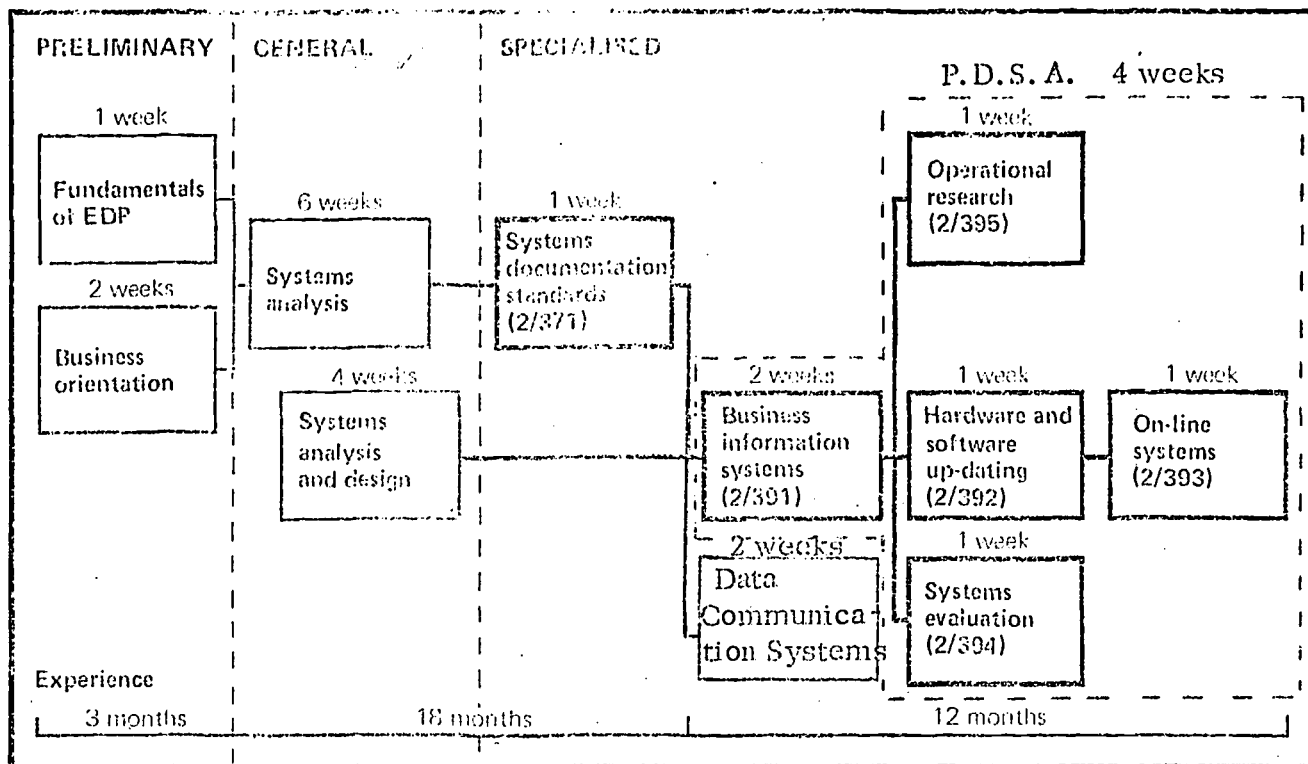 PRELIMINARY
GENERAL
SPECIALISED
P.D.S.A. 4 weeks
1 week
Fundamentals
of EDP
2 weeks
Business
orientation
6 weeks
Systems
analysis
4 weeks
Systems
analysis
and design
1 week
Systems
documentation
standards
(2/371)
2 weeks
Business
information
systems
(2/391)
2 weeks
Data
Communica-
tion Systems
1 week
Operational
research
(2/395)
1 week
Hardware and
software
up-dating
(2/392)
1 week
On-line
systems
(2/393)
1 week
Systems
evaluation
(2/394)
Experience
3 months
18 months
12 months